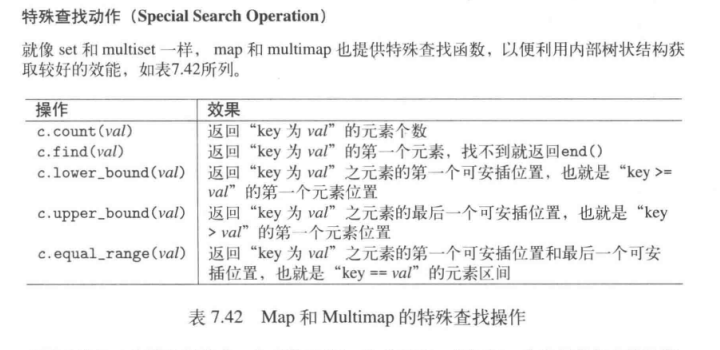 特殊查找动作（Special Search Operation）
就像 set 和 multiset 一样， map 和 multimap 也提供特殊查找函数，以便利用内部树状结构获
取较好的效能，如表7.42所列。
操作 效果
c.count(val) 返回“key 为 val”的元素个数
c.find(val) 返回“key 为 val”的第一个元素，找不到就返回end()
c.lower_bound(val) 返回“key 为 val”之元素的第一个可安插位置，也就是“key >=
val”的第一个元素位置
c.upper_bound(val) 返回“key 为 val”之元素的最后一个可安插位置，也就是“key
> val”的第一个元素位置
c.equal_range(val) 返回“key 为 val”之元素的第一个可安插位置和最后一个可安
插位置，也就是“key == val”的元素区间
表 7.42 Map 和 Multimap 的特殊查找操作